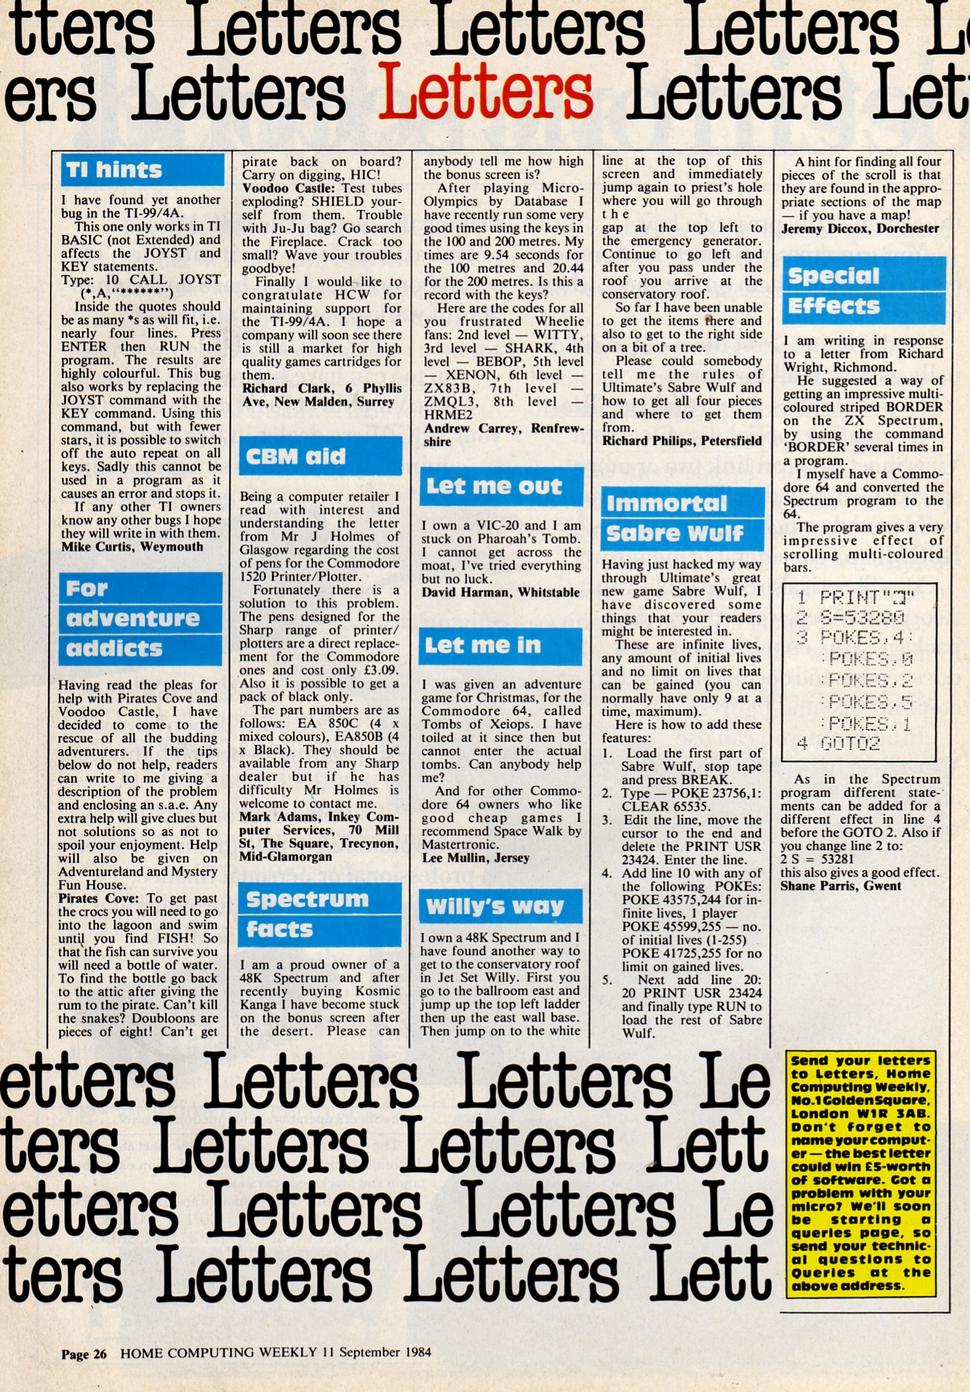 tters Letters Letters Letters L
ers Letters Letters Letters Let
TI hints
I have found yet another
bug in the TI-99/4A.
This one only works in TI
BASIC (not Extended) and
affects the JOYST and
KEY statements.
Type: 10 CALL JOYST
(*,A,"******")
Inside the quotes should
be as many *s as will fit, i.e.
nearly four lines. Press
ENTER then RUN the
program. The results are
highly colourful. This bug
also works by replacing the
JOYST command with the
KEY command. Using this
command, but with fewer
stars, it is possible to switch
off the auto repeat on all
keys. Sadly this cannot be
used in a program as it
causes an error and stops it.
If any other TI owners
know any other bugs I hope
they will write in with them.
Mike Curtis, Weymouth
For
adventure
addicts
Having read the pleas for
help with Pirates Cove and
Voodoo Castle, I have
decided to come to the
rescue of all the budding
adventurers. If the tips
below do not help, readers
can write to me giving a
description of the problem
and enclosing an s.a.e. Any
extra help will give clues but
not solutions so as not to
spoil your enjoyment. Help
will also be given on
Adventureland and Mystery
Fun House.
Pirates Cove: To get past
the crocs you will need to go
into the lagoon and swim
until you find FISH! So
that the fish can survive you
will need a bottle of water.
To find the bottle go back
to the attic after giving the
rum to the pirate. Can't kill
the snakes? Doubloons are
pieces of eight! Can't get
pirate back on board?
Carry on digging, HIC!
Voodoo Castle: Test tubes
exploding? SHIELD your-
self from them. Trouble
with Ju-Ju bag? Go search
the Fireplace. Crack too
small? Wave your troubles
goodbye!
Finally I would like to
congratulate HCW for
maintaining support for
the TI-99/4A. I hope a
company will soon see there
is still a market for high
quality games cartridges for
them.
Richard Clark, 6 Phyllis
Ave, New Malden, Surrey
CBM aid
Being a computer retailer I
read with interest and
understanding the letter
from Mr J Holmes of
Glasgow regarding the cost
of pens for the Commodore
1520 Printer/Plotter.
Fortunately there is a
solution to this problem.
The pens designed for the
Sharp range of printer/
plotters are a direct replace-
ment for the Commodore
ones and cost only £3.09.
Also it is possible to get a
pack of black only.
The part numbers are as
follows: EA 850C (4 x
mixed colours), EA850B (4
x Black). They should be
available from any Sharp
dealer but if he has
difficulty Mr Holmes is
welcome to contact me.
Mark Adams, Inkey Com-
puter Services, 70 Mill
St, The Square, Trecynon,
Mid-Glamorgan
Spectrum
facts
I am a proud owner of a
48K Spectrum and after
recently buying Kosmic
Kanga I have become stuck
on the bonus screen after
the desert. Please can
anybody tell me how high
the bonus screen is?
After playing Micro-
Olympics by Database I
have recently run some very
good times using the keys in
the 100 and 200 metres. My
times are 9.54 seconds for
the 100 metres and 20.44
for the 200 metres. Is this a
record with the keys?
Here are the codes for all
you frustrated Wheelie
fans: 2nd level — WITTY,
3rd level — SHARK, 4th
level — BEBOP, 5th level
— XENON, 6th level —
ZX83B, 7th level —
ZMQL3, 8th level —
HRME2
Andrew Carrey, Renfrew-
shire
Let me out
I own a VIC-20 and I am
stuck on Pharoah's Tomb.
I cannot get across the
moat, I've tried everything
but no luck.
David Harman, Whitstable
Let me in
I was given an adventure
game for Christmas, for the
Commodore 64, called
Tombs of Xeiops. I have
toiled at it since then but
cannot enter the actual
tombs. Can anybody help
me?
And for other Commo-
dore 64 owners who like
good cheap games I
recommend Space Walk by
Mastertronic.
Lee Mullin, Jersey
Willy's way
I own a 48K Spectrum and I
have found another way to
get to the conservatory roof
in Jet Set Willy. First you
go to the ballroom east and
jump up the top left ladder
then up the east wall base.
Then jump on to the white
line at the top of this
screen and immediately
jump again to priest's hole
where you will go through
the
gap at the top left to
the emergency generator.
Continue to go left and
after you pass under the
roof you arrive at the
conservatory roof.
So far I have been unable
to get the items there and
also to get to the right side
on a bit of a tree.
Please could somebody
tell me the rules of
Ultimate's Sabre Wulf and
how to get all four pieces
and where to get them
from.
Richard Philips, Petersfield
Immortal
Sabre Wulf
Having just hacked my way
through Ultimate's great
new game Sabre Wulf, I
have discovered some
things that your readers
might be interested in.
These are infinite lives,
any amount of initial lives
and no limit on lives that
can be gained (you can
normally have only 9 at a
time, maximum).
Here is how to add these
features:
1. Load the first part of
Sabre Wulf, stop tape
and press BREAK.
2. Type — POKE 23756,1:
CLEAR 65535.
3. Edit the line, move the
cursor to the end and
delete the PRINT USR
23424. Enter the line.
4. Add line 10 with any of
the following POKEs:
POKE 43575,244 for in-
finite lives, 1 player
POKE 45599,255 — no.
of initial lives (1-255)
POKE 41725,255 for no
limit on gained lives.
5. Next add line 20:
20 PRINT USR 23424
and finally type RUN to
load the rest of Sabre
Wulf.
A hint for finding all four
pieces of the scroll is that
they are found in the appro-
priate sections of the map
— if you have a map!
Jeremy Diccox, Dorchester
Special
Effects
I am writing in response
to a letter from Richard
Wright, Richmond.
He suggested a way of
getting an impressive multi-
coloured striped BORDER
on the ZX Spectrum,
by using the command
'BORDER' several times in
a program.
I myself have a Commo-
dore 64 and converted the
Spectrum program to the
64.
The program gives a very
impressive effect of
scrolling multi-coloured
bars.
1 PRINT""
2 S=53280
3 POKES,4:
:POKES,0
:POKES,2
:POKES,5
:POKES,1
4 GOTO2
As in the Spectrum
program different state-
ments can be added for a
different effect in line 4
before the GOTO 2. Also if
you change line 2 to:
2 S = 53281
this also gives a good effect.
Shane Parris, Gwent
etters Letters Letters Le
ters Letters Letters Lett
etters Letters Letters Le
ters Letters Letters Lett
Send your letters
to Letters, Home
Computing Weekly,
No.1 Golden Square,
London W1R 3AB.
Don't forget to
name your comput-
er — the best letter
could win £5-worth
of software. Got a
problem with your
micro? We'll soon
be starting a
queries page, so
send your technic-
al questions to
Queries at the
above address.
Page 26 HOME COMPUTING WEEKLY 11 September 1984